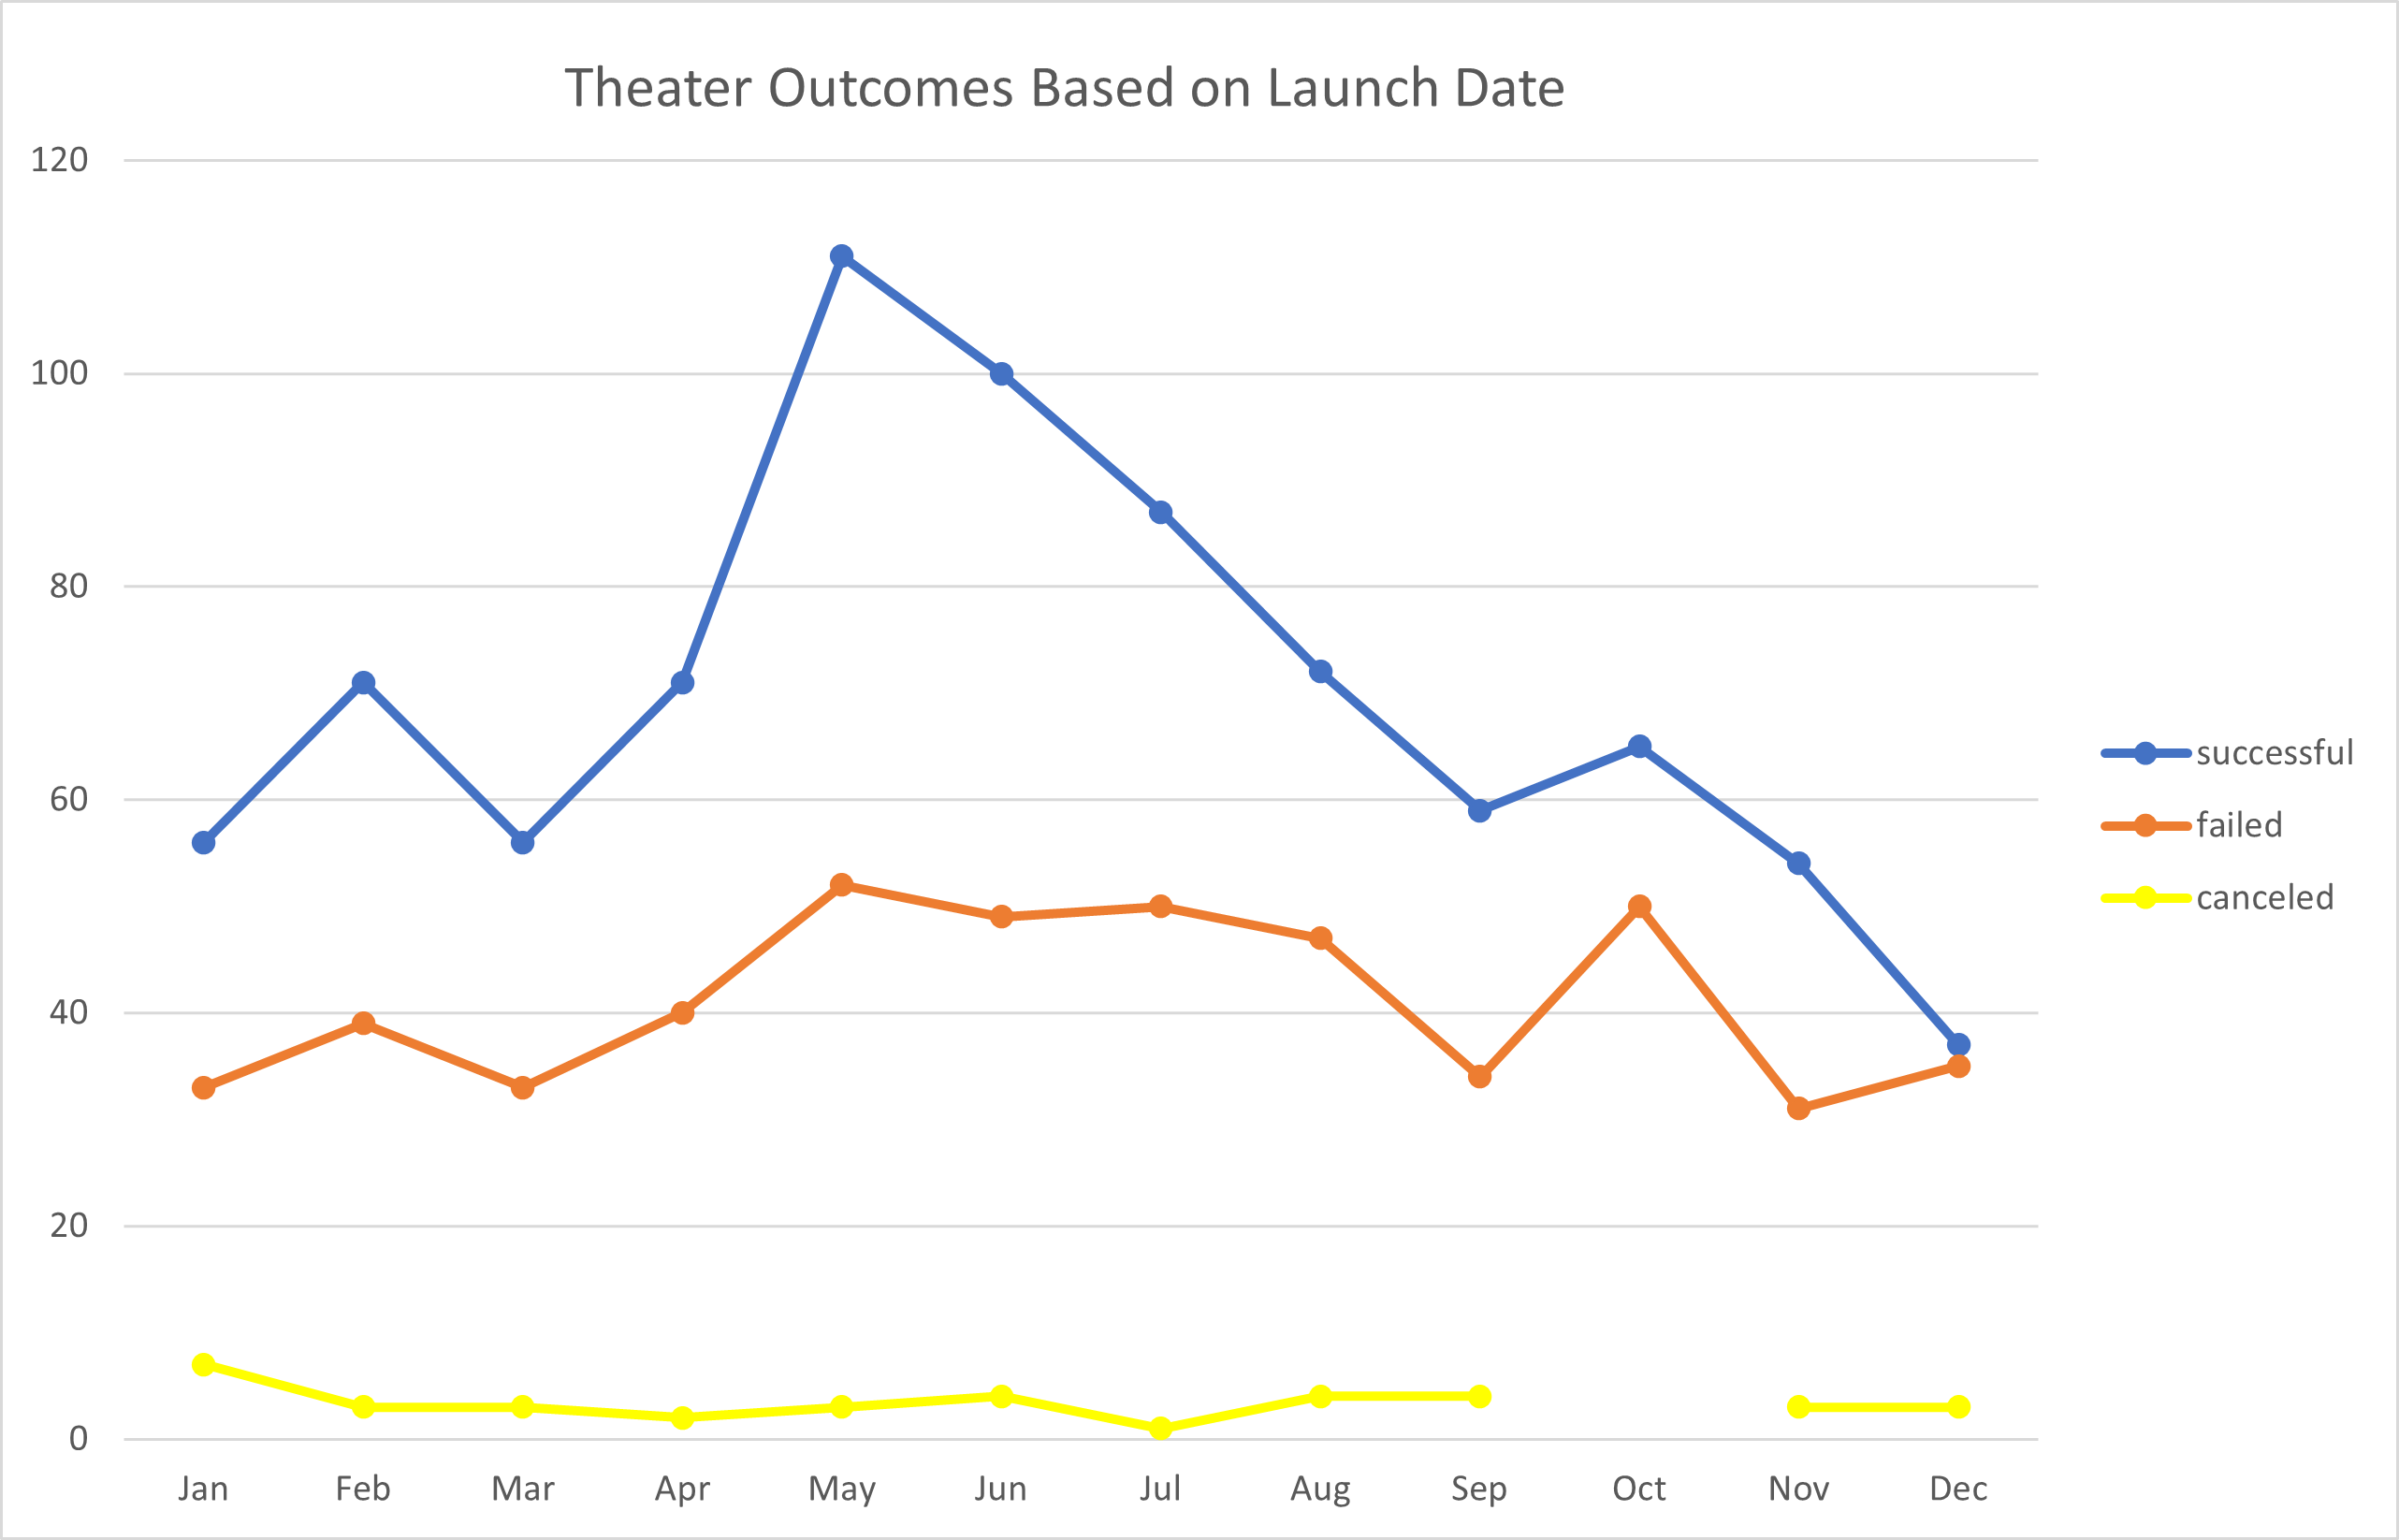 Theater Outcomes Based on Launch Date
120
100
80
60
40
20
0
Jan Feb Mar Apr May Jun Jul Aug Sep Oct Nov Dec
successful
failed
canceled